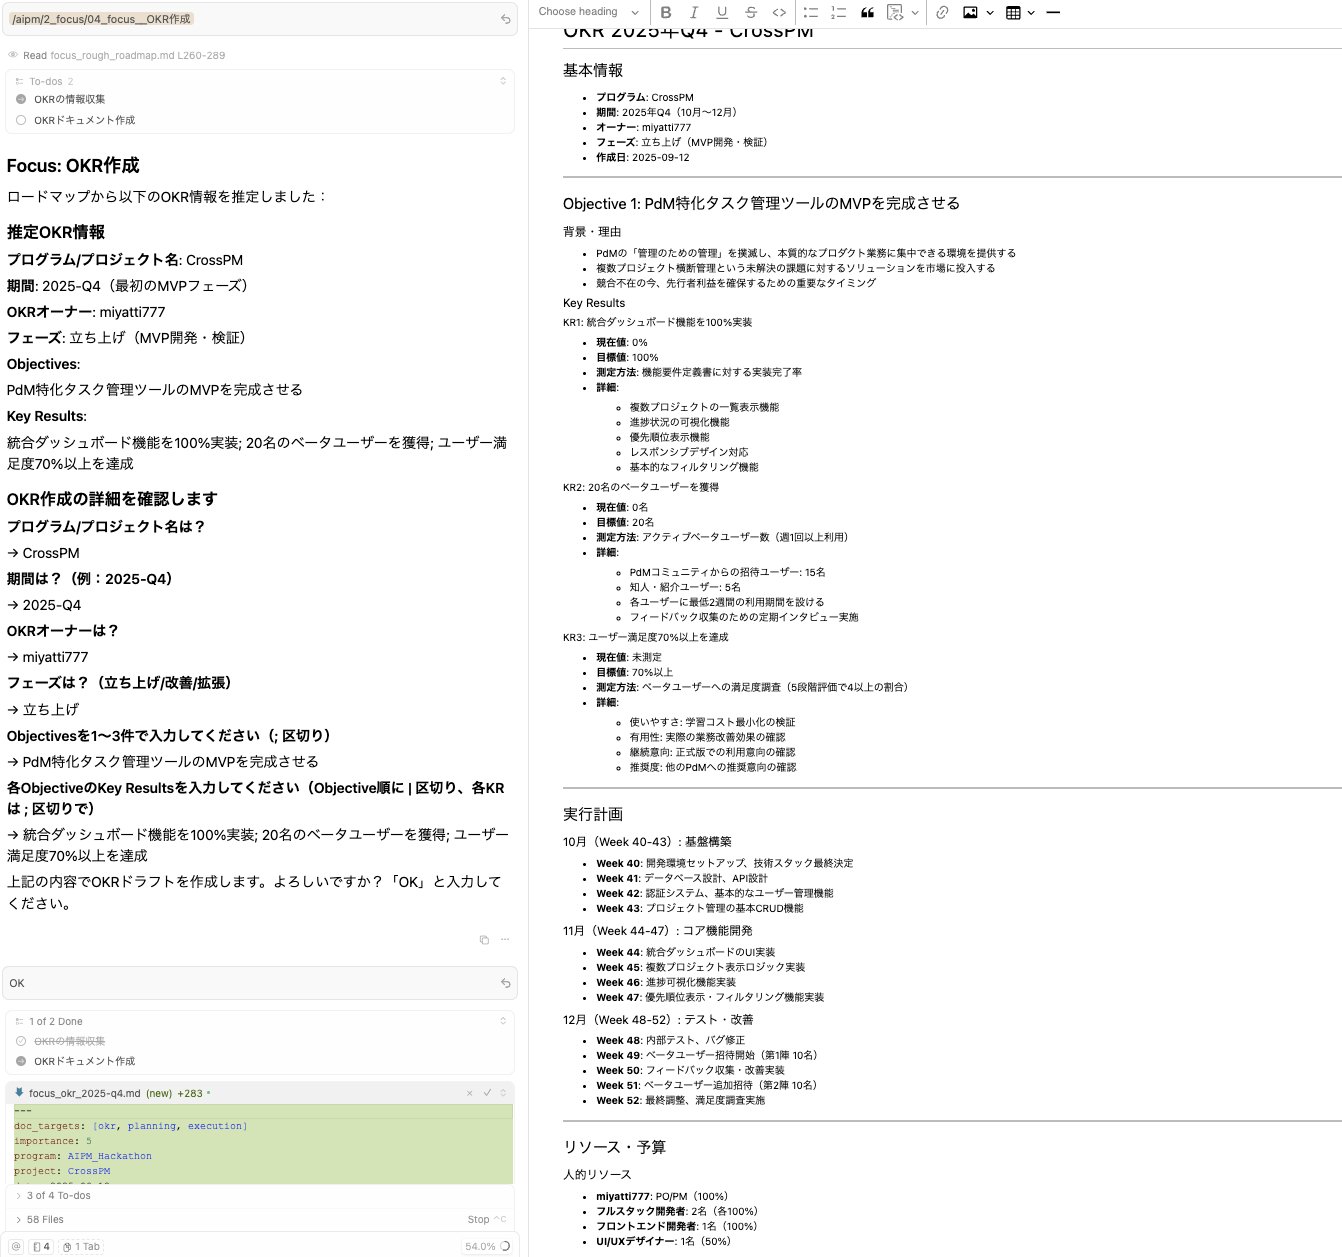 /aipm/2_focus/04_focus__OKR作成
Read focus_rough_roadmap.md L260-289
To-dos 2
OKRの情報収集
OKRドキュメント作成
Focus: OKR作成
ロードマップから以下のOKR情報を推定しました：
推定OKR情報
プログラム/プロジェクト名: CrossPM
期間: 2025-Q4（最初のMVPフェーズ）
OKRオーナー: miyatti777
フェーズ: 立ち上げ（MVP開発・検証）
Objectives:
PdM特化タスク管理ツールのMVPを完成させる
Key Results:
統合ダッシュボード機能を100%実装; 20名のベータユーザーを獲得; ユーザー満
足度70%以上を達成
OKR作成の詳細を確認します
プログラム/プロジェクト名は？
→ CrossPM
期間は？（例：2025-Q4）
→ 2025-Q4
OKRオーナーは？
→ miyatti777
フェーズは？（立ち上げ/改善/拡張）
→ 立ち上げ
Objectivesを1〜3件で入力してください（; 区切り）
→ PdM特化タスク管理ツールのMVPを完成させる
各ObjectiveのKey Resultsを入力してください（Objective順に | 区切り、各KR
は ; 区切りで）
→ 統合ダッシュボード機能を100%実装; 20名のベータユーザーを獲得; ユーザー
満足度70%以上を達成
上記の内容でOKRドラフトを作成します。よろしいですか？「OK」と入力して
ください。
OK
1 of 2 Done
OKRの情報収集
OKRドキュメント作成
focus_okr_2025-q4.md (new) +283
---
doc_targets: [okr, planning, execution]
importance: 5
program: AIPM_Hackathon
project: CrossPM
3 of 4 To-dos
58 Files
Stop ^C
@ 4 1 Tab
54.0%
Choose heading
B I U S <>
OKR 2025年Q4 - CrossPM
基本情報
• プログラム: CrossPM
• 期間: 2025年Q4（10月〜12月）
• オーナー: miyatti777
• フェーズ: 立ち上げ（MVP開発・検証）
• 作成日: 2025-09-12
Objective 1: PdM特化タスク管理ツールのMVPを完成させる
背景・理由
• PdMの「管理のための管理」を撲滅し、本質的なプロダクト業務に集中できる環境を提供する
• 複数プロジェクト横断管理という未解決の課題に対するソリューションを市場に投入する
• 競合不在の今、先行者利益を確保するための重要なタイミング
Key Results
KR1: 統合ダッシュボード機能を100%実装
• 現在値: 0%
• 目標値: 100%
• 測定方法: 機能要件定義書に対する実装完了率
• 詳細:
◦ 複数プロジェクトの一覧表示機能
◦ 進捗状況の可視化機能
◦ 優先順位表示機能
◦ レスポンシブデザイン対応
◦ 基本的なフィルタリング機能
KR2: 20名のベータユーザーを獲得
• 現在値: 0名
• 目標値: 20名
• 測定方法: アクティブベータユーザー数（週1回以上利用）
• 詳細:
◦ PdMコミュニティからの招待ユーザー: 15名
◦ 知人・紹介ユーザー: 5名
◦ 各ユーザーに最低2週間の利用期間を設ける
◦ フィードバック収集のための定期インタビュー実施
KR3: ユーザー満足度70%以上を達成
• 現在値: 未測定
• 目標値: 70%以上
• 測定方法: ベータユーザーへの満足度調査（5段階評価で4以上の割合）
• 詳細:
◦ 使いやすさ: 学習コスト最小化の検証
◦ 有用性: 実際の業務改善効果の確認
◦ 継続意向: 正式版での利用意向の確認
◦ 推奨度: 他のPdMへの推奨意向の確認
実行計画
10月（Week 40-43）: 基盤構築
• Week 40: 開発環境セットアップ、技術スタック最終決定
• Week 41: データベース設計、API設計
• Week 42: 認証システム、基本的なユーザー管理機能
• Week 43: プロジェクト管理の基本CRUD機能
11月（Week 44-47）: コア機能開発
• Week 44: 統合ダッシュボードのUI実装
• Week 45: 複数プロジェクト表示ロジック実装
• Week 46: 進捗可視化機能実装
• Week 47: 優先順位表示・フィルタリング機能実装
12月（Week 48-52）: テスト・改善
• Week 48: 内部テスト、バグ修正
• Week 49: ベータユーザー招待開始（第1陣 10名）
• Week 50: フィードバック収集・改善実装
• Week 51: ベータユーザー追加招待（第2陣 10名）
• Week 52: 最終調整、満足度調査実施
リソース・予算
人的リソース
• miyatti777: PO/PM（100%）
• フルスタック開発者: 2名（各100%）
• フロントエンド開発者: 1名（100%）
• UI/UXデザイナー: 1名（50%）